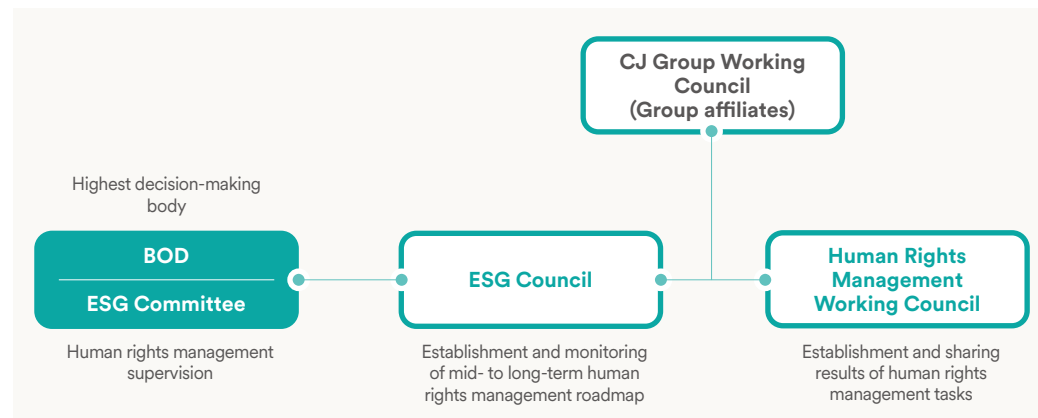 CJ Group Working
Council
(Group affiliates)
Highest decision-making
body
BOD
ESG Committee
Human rights management
supervision
ESG Council
Establishment and monitoring
of mid- to long-term human
rights management roadmap
Human Rights
Management
Working Council
Establishment and sharing
results of human rights
management tasks